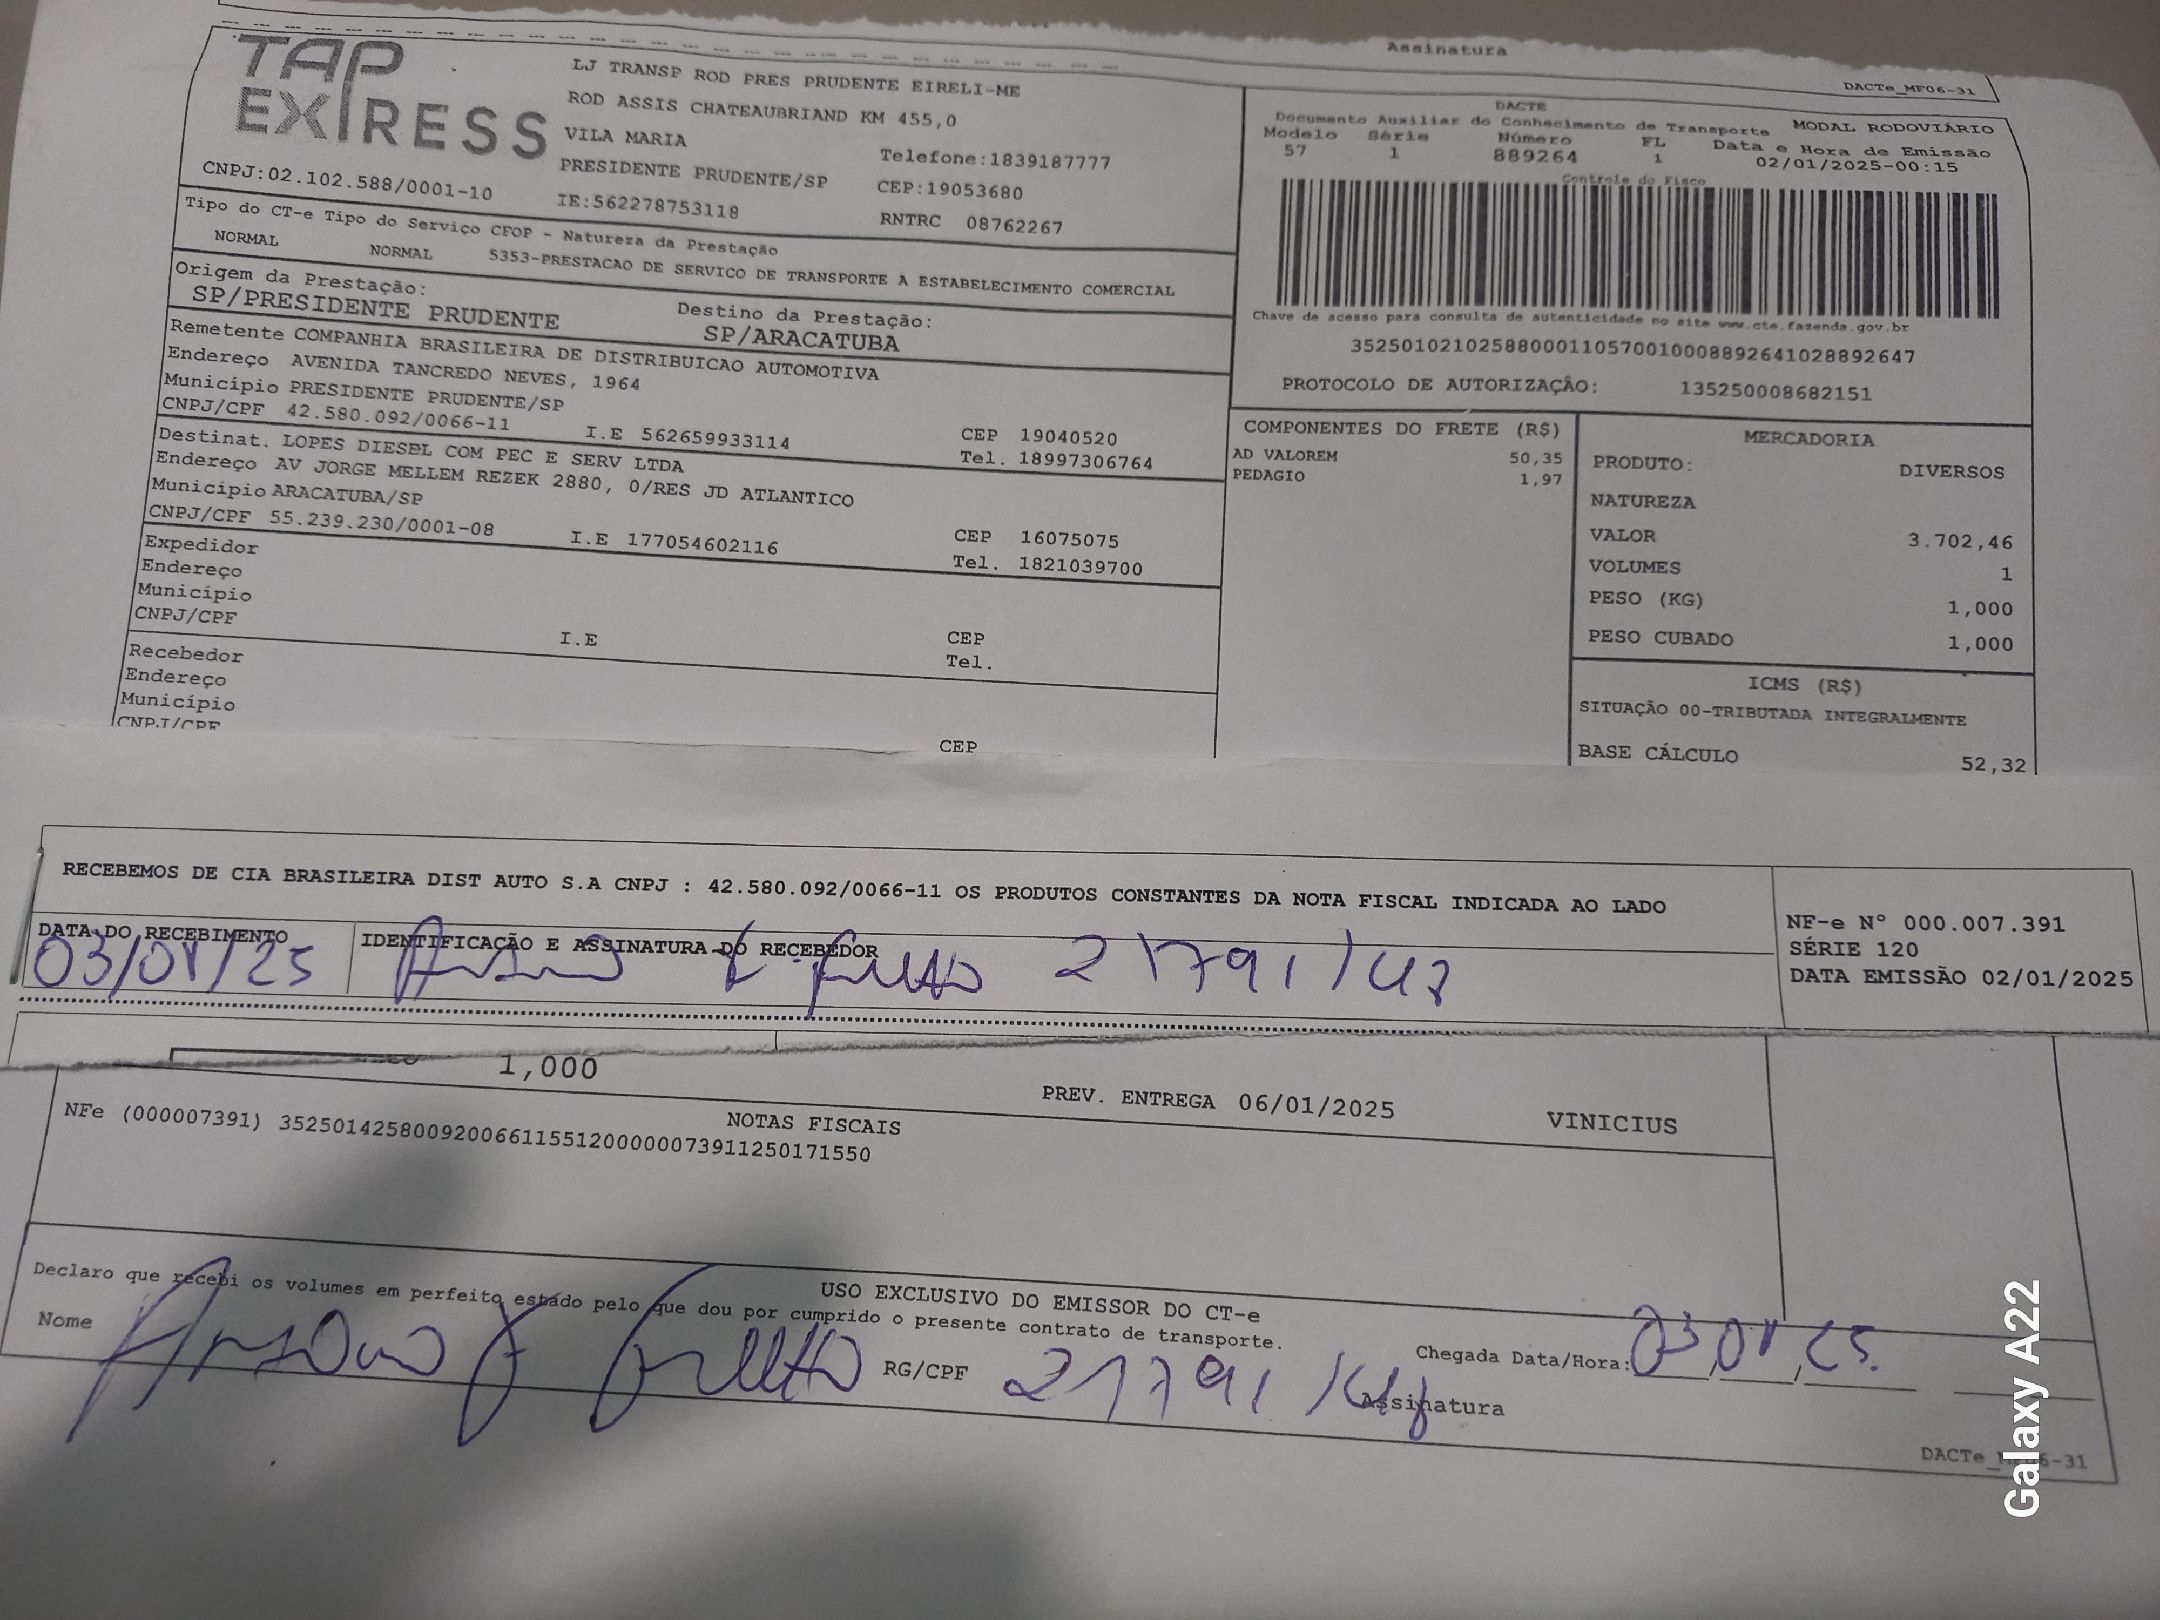 Assinatura
DACTe_MF06-31
TAP EXPRESS
LJ TRANSP ROD PRES PRUDENTE EIRELI-ME
ROD ASSIS CHATEAUBRIAND KM 455,0
VILA MARIA
Telefone:1839187777
PRESIDENTE PRUDENTE/SP CEP:19053680
CNPJ:02.102.588/0001-10 IE:562278753118 RNTRC 08762267
Tipo do CT-e Tipo do Serviço CFOP - Natureza da Prestação
NORMAL NORMAL 5353-PRESTACAO DE SERVICO DE TRANSPORTE A ESTABELECIMENTO COMERCIAL
Origem da Prestação: Destino da Prestação:
SP/PRESIDENTE PRUDENTE SP/ARACATUBA
Remetente COMPANHIA BRASILEIRA DE DISTRIBUICAO AUTOMOTIVA
Endereço AVENIDA TANCREDO NEVES, 1964
Município PRESIDENTE PRUDENTE/SP CEP 19040520
CNPJ/CPF 42.580.092/0066-11 I.E 562659933114 Tel. 18997306764
Destinat. LOPES DIESEL COM PEC E SERV LTDA
Endereço AV JORGE MELLEM REZEK 2880, 0/RES JD ATLANTICO
Município ARACATUBA/SP CEP 16075075
CNPJ/CPF 55.239.230/0001-08 I.E 177054602116 Tel. 1821039700
Expedidor
Endereço
Município CEP
CNPJ/CPF I.E Tel.
Recebedor
Endereço
Município CEP
CNPJ/CPF
DACTE
Documento Auxiliar do Conhecimento de Transporte MODAL RODOVIÁRIO
Modelo Série Número FL Data e Hora de Emissão
57 1 889264 1 02/01/2025-00:15
Controle do Fisco
Chave de acesso para consulta de autenticidade no site www.cte.fazenda.gov.br
35250102102588000110570010008892641028892647
PROTOCOLO DE AUTORIZAÇÃO: 135250008682151
COMPONENTES DO FRETE (R$)
AD VALOREM 50,35
PEDAGIO 1,97
MERCADORIA
PRODUTO: DIVERSOS
NATUREZA
VALOR 3.702,46
VOLUMES 1
PESO (KG) 1,000
PESO CUBADO 1,000
ICMS (R$)
SITUAÇÃO 00-TRIBUTADA INTEGRALMENTE
BASE CÁLCULO 52,32
RECEBEMOS DE CIA BRASILEIRA DIST AUTO S.A CNPJ : 42.580.092/0066-11 OS PRODUTOS CONSTANTES DA NOTA FISCAL INDICADA AO LADO
DATA DO RECEBIMENTO IDENTIFICAÇÃO E ASSINATURA DO RECEBEDOR
03/01/25
NF-e Nº 000.007.391
SÉRIE 120
DATA EMISSÃO 02/01/2025
1,000
PREV. ENTREGA 06/01/2025 VINICIUS
NOTAS FISCAIS
NFe (000007391) 35250142580092006611551200000073911250171550
USO EXCLUSIVO DO EMISSOR DO CT-e
Declaro que recebi os volumes em perfeito estado pelo que dou por cumprido o presente contrato de transporte.
Nome RG/CPF Assinatura
Chegada Data/Hora: 03/01/25
DACTe_MF06-31
Galaxy A22